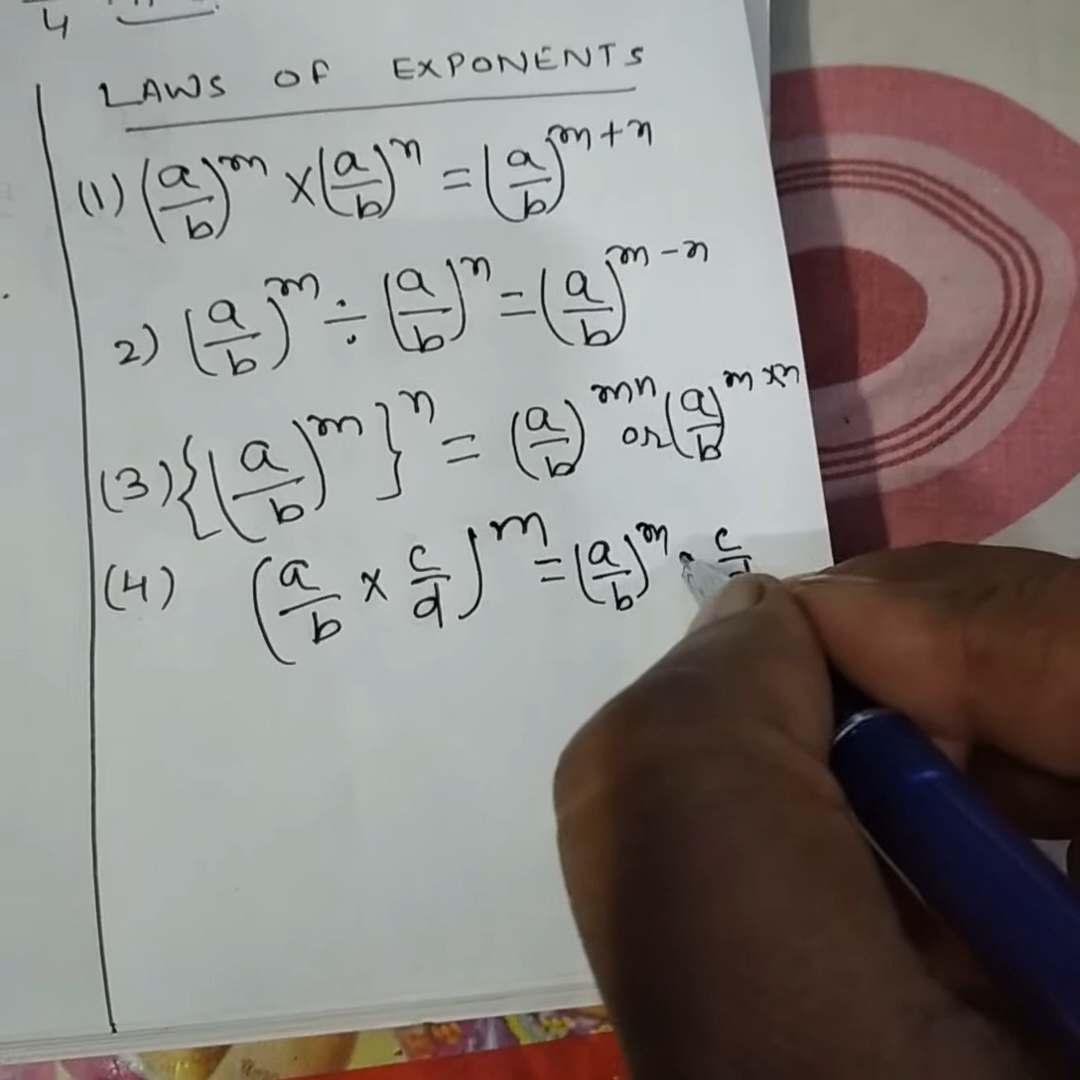 4
LAWS OF EXPONENTS
(1) (a/b)^m × (a/b)^n = (a/b)^m+n
2) (a/b)^m ÷ (a/b)^n = (a/b)^m-n
(3) {(a/b)^m}^n = (a/b)^mn or (a/b)^m×n
(4) (a/b × c/d)^m = (a/b)^m · c